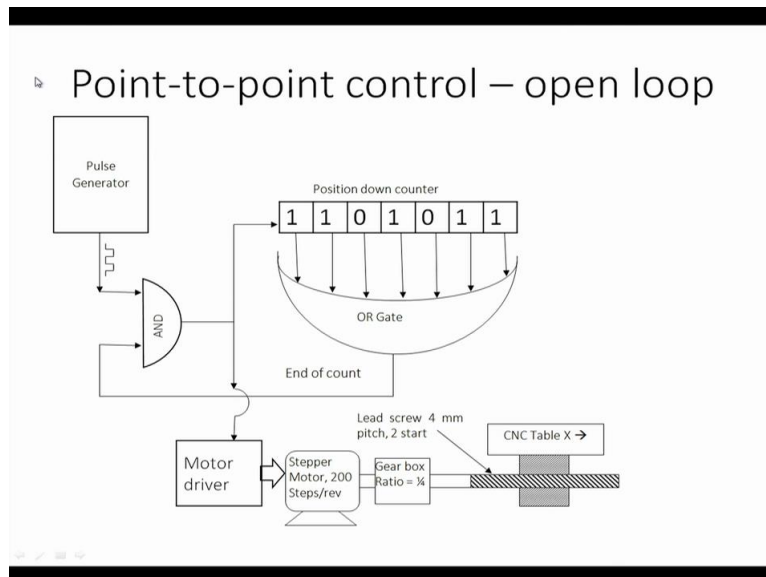 Point-to-point control – open loop
Pulse
Generator
Position down counter
1 1 0 1 0 1 1
OR Gate
AND
End of count
Lead screw 4 mm
pitch, 2 start
CNC Table X →
Motor
driver
Stepper
Motor, 200
Steps/rev
Gear box
Ratio = ¼